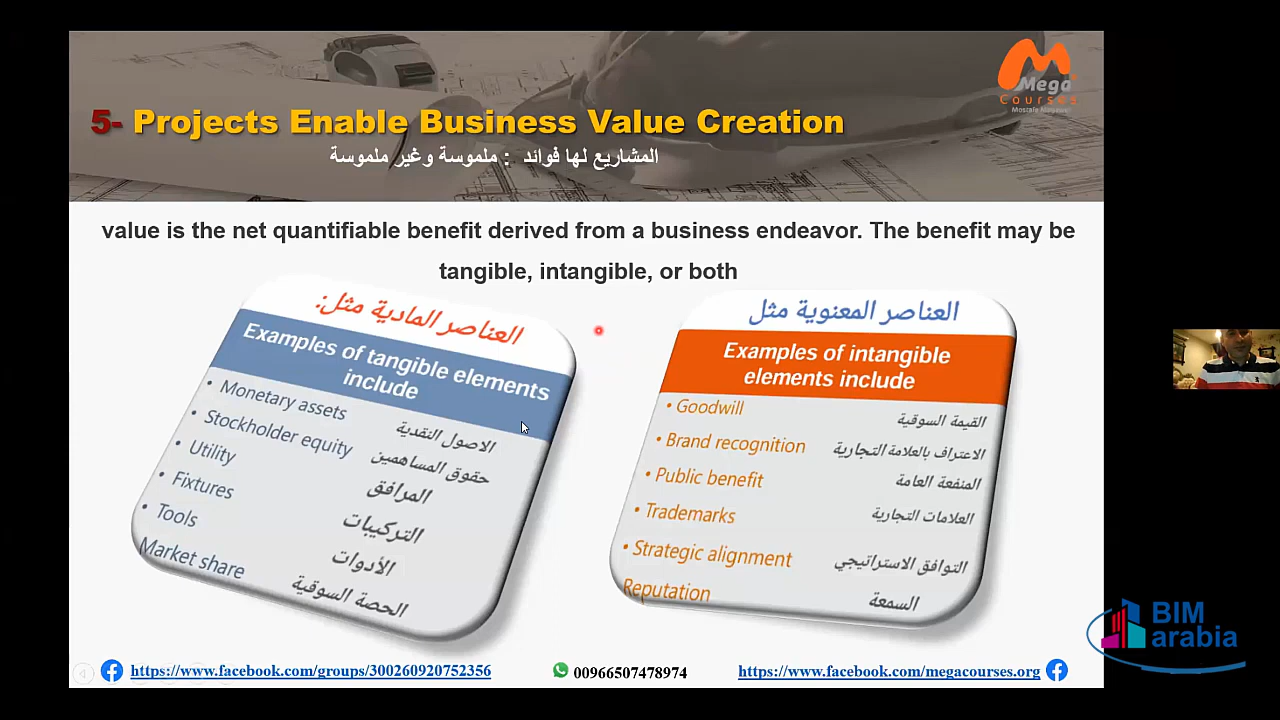 Mega
Courses
Mostafa Magawer
5- Projects Enable Business Value Creation
المشاريع لها فوائد : ملموسة وغير ملموسة
value is the net quantifiable benefit derived from a business endeavor. The benefit may be
tangible, intangible, or both
العناصر المادية مثل:
Examples of tangible elements
include
• Monetary assets الاصول النقدية
• Stockholder equity حقوق المساهمين
• Utility المرافق
• Fixtures التركيبات
• Tools الأدوات
Market share الحصة السوقية
العناصر المعنوية مثل
Examples of intangible
elements include
• Goodwill القيمة السوقية
• Brand recognition الاعتراف بالعلامة التجارية
• Public benefit المنفعة العامة
• Trademarks العلامات التجارية
• Strategic alignment التوافق الاستراتيجي
Reputation السمعة
https://www.facebook.com/groups/300260920752356
00966507478974
https://www.facebook.com/megacourses.org
BIM
arabia